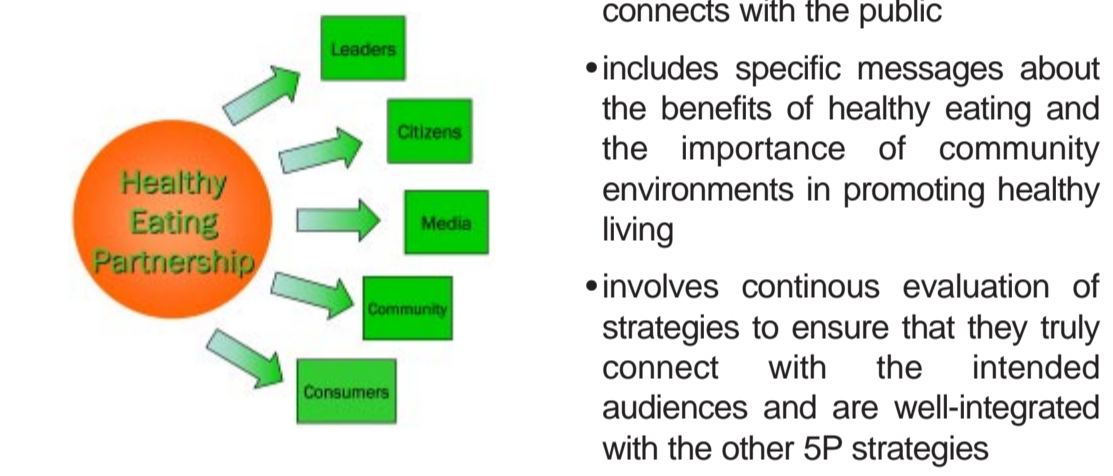 Leaders
Citizens
Healthy
Eating
Partnership
Media
Community
Consumers
connects with the public
•includes specific messages about
the benefits of healthy eating and
the importance of community
environments in promoting healthy
living
•involves continous evaluation of
strategies to ensure that they truly
connect with the intended
audiences and are well-integrated
with the other 5P strategies